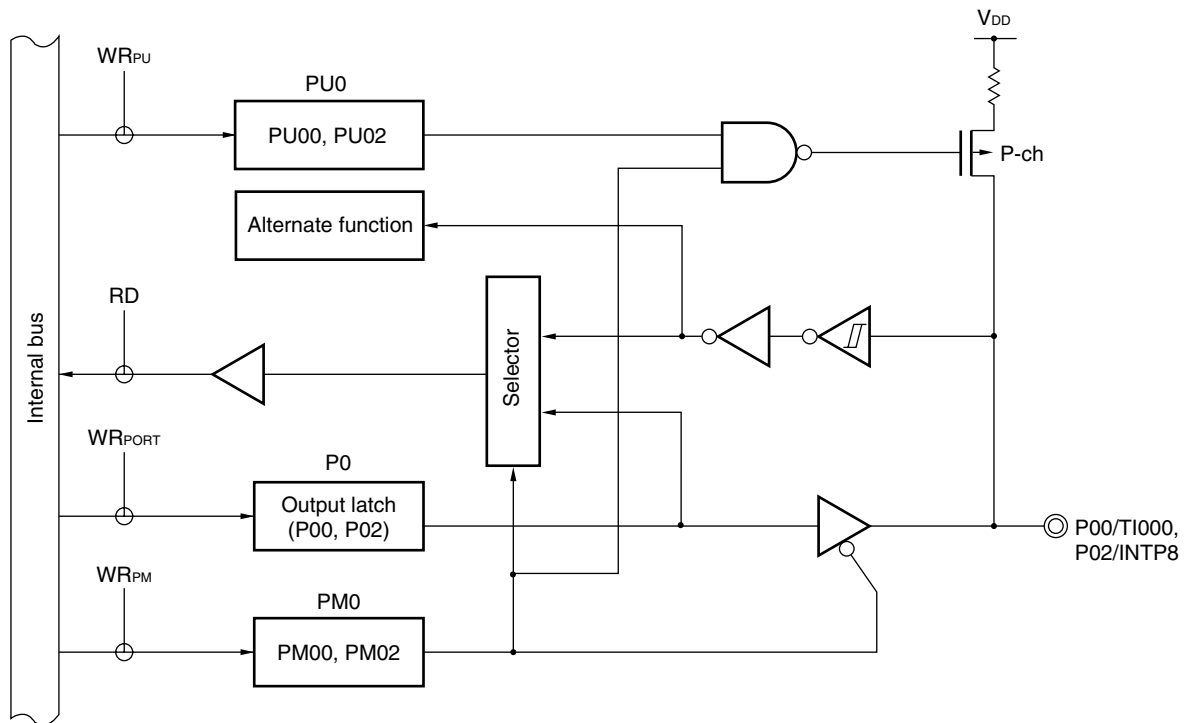 VDD
WRPU
PU0
PU00, PU02
P-ch
Alternate function
RD
Internal bus
Selector
WRPORT
P0
Output latch
(P00, P02)
P00/TI000,
P02/INTP8
WRPM
PM0
PM00, PM02